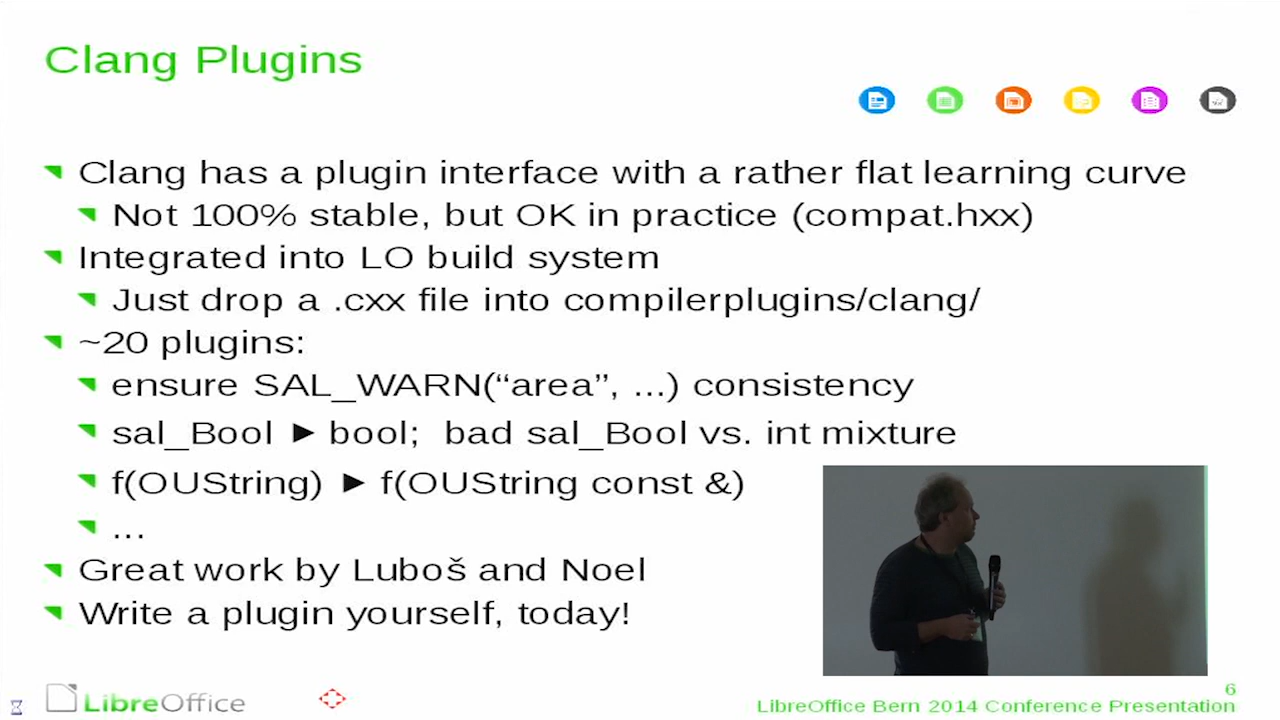 Clang Plugins
Clang has a plugin interface with a rather flat learning curve
Not 100% stable, but OK in practice (compat.hxx)
Integrated into LO build system
Just drop a .cxx file into compilerplugins/clang/
~20 plugins:
ensure SAL_WARN(“area”, ...) consistency
sal_Bool ► bool;  bad sal_Bool vs. int mixture
f(OUString) ► f(OUString const &)
...
Great work by Luboš and Noel
Write a plugin yourself, today!
LibreOffice
6
LibreOffice Bern 2014 Conference Presentation